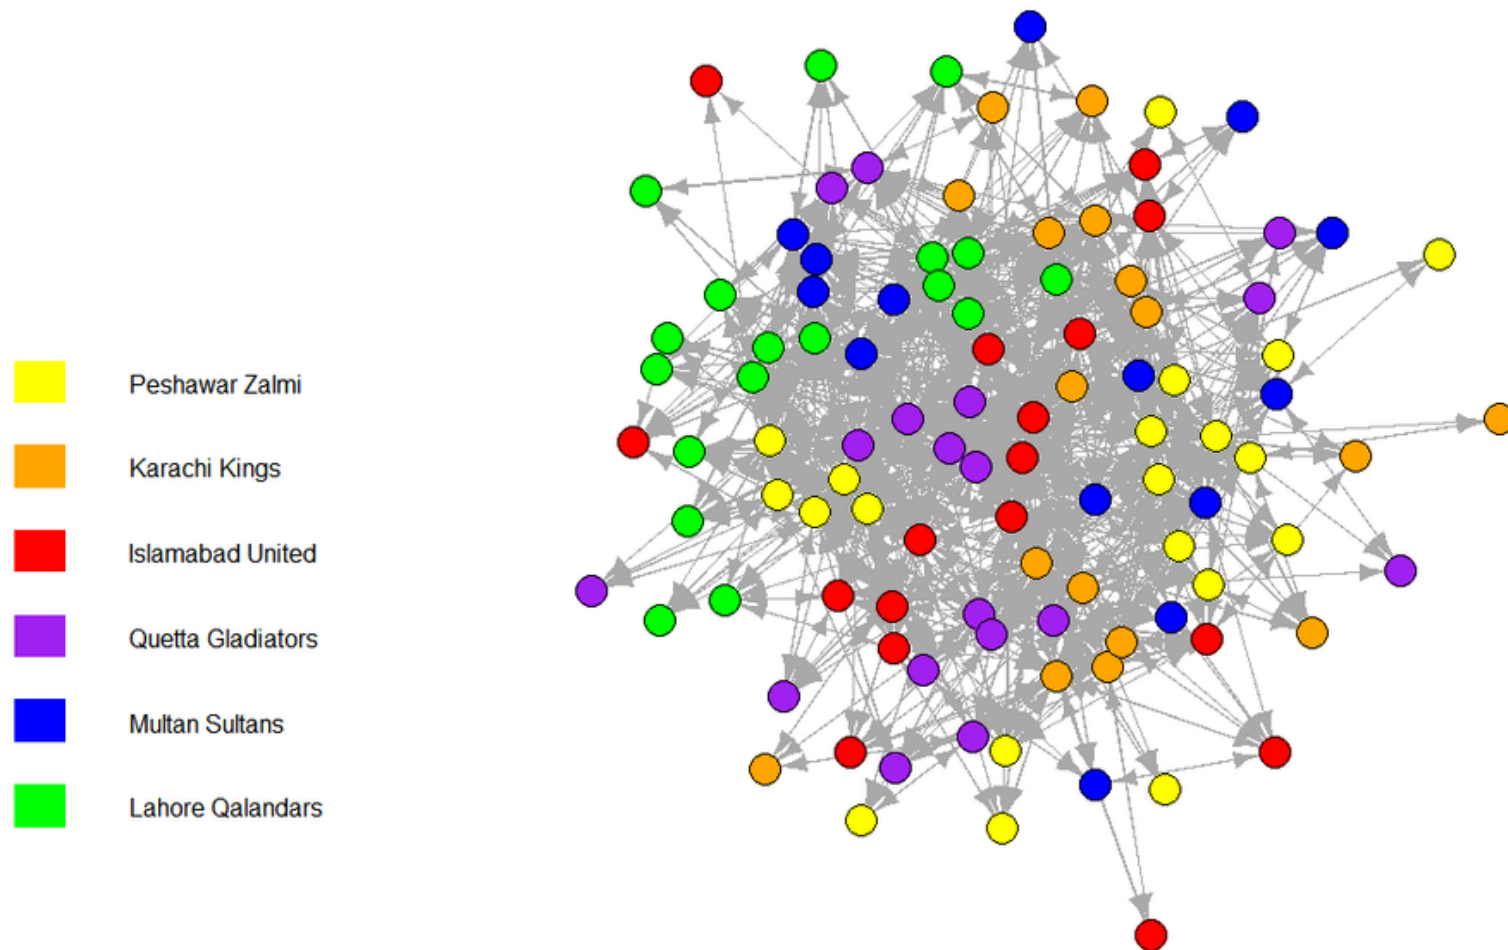 Peshawar Zalmi
Karachi Kings
Islamabad United
Quetta Gladiators
Multan Sultans
Lahore Qalandars